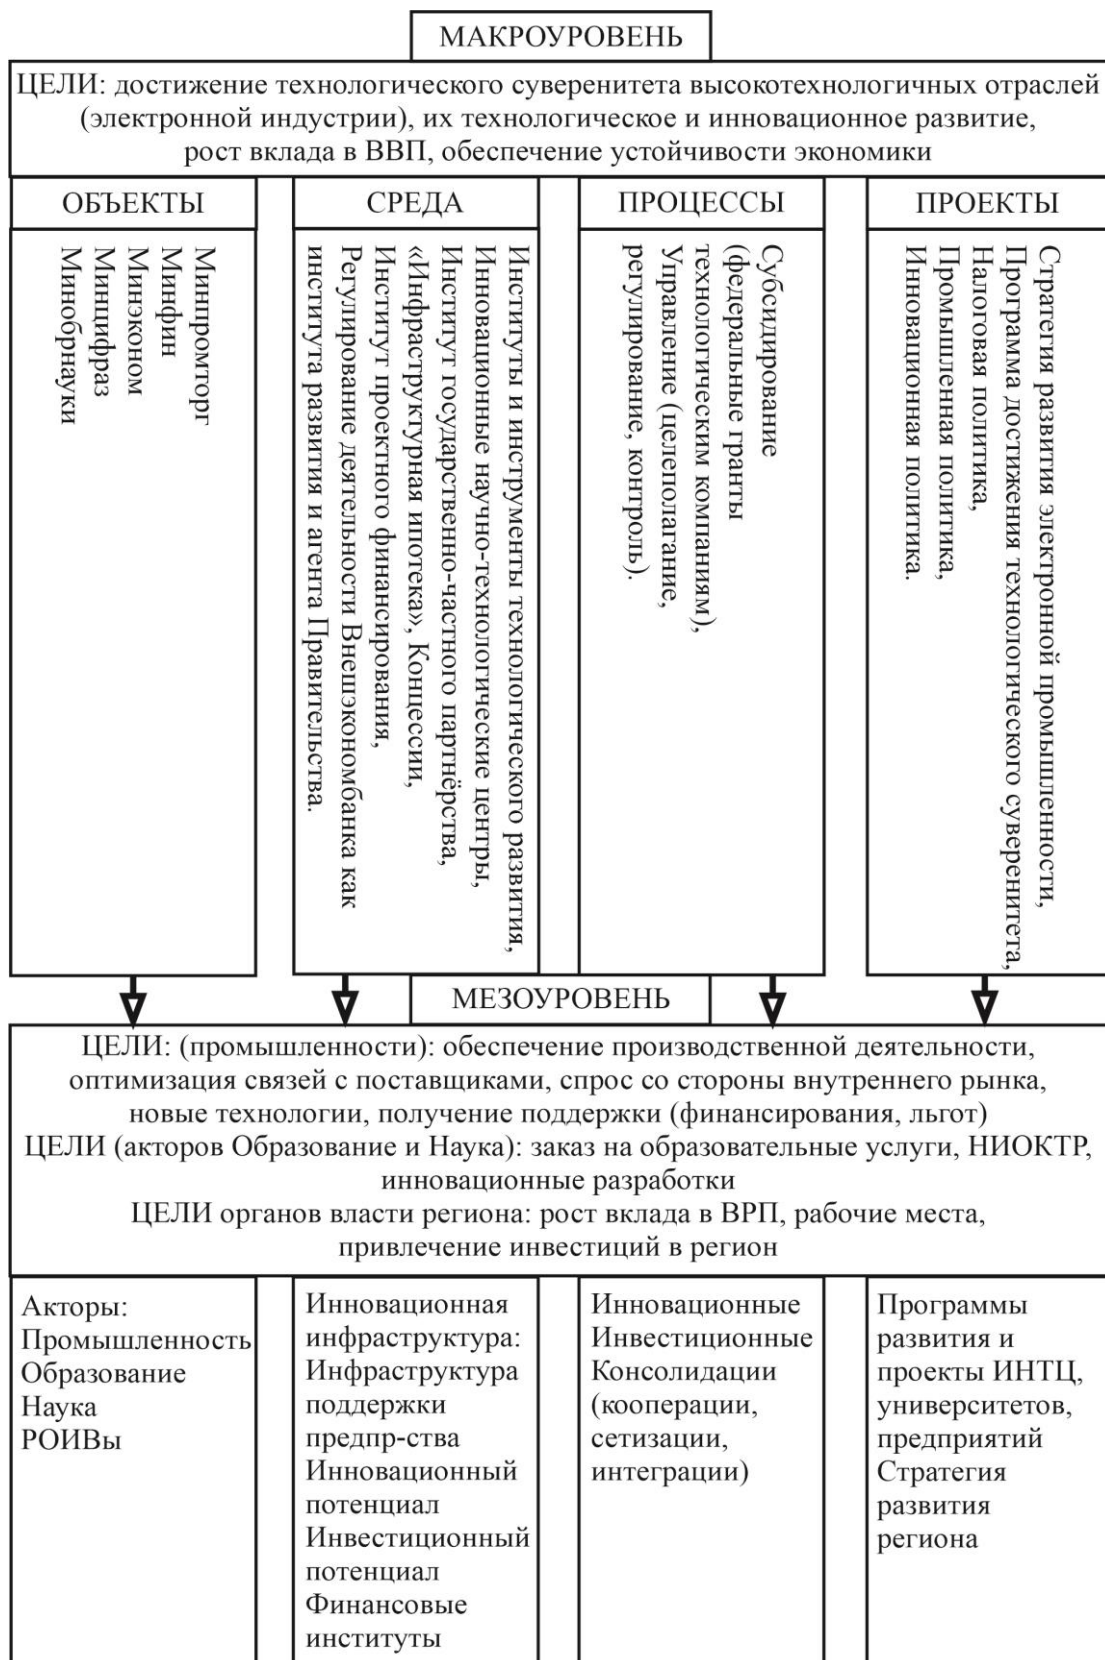 МАКРОУРОВЕНЬ
ЦЕЛИ: достижение технологического суверенитета высокотехнологичных отраслей
(электронной индустрии), их технологическое и инновационное развитие,
рост вклада в ВВП, обеспечение устойчивости экономики
ОБЪЕКТЫ
Минпромторг
Минфин
Минэконом
Минцифраз
Минобрнауки
СРЕДА
Институты и инструменты технологического развития,
Инновационные научно-технологические центры,
Институт государственно-частного партнёрства,
«Инфраструктурная ипотека», Концессии,
Институт проектного финансирования,
Регулирование деятельности Внешэкономбанка как
института развития и агента Правительства.
ПРОЦЕССЫ
Субсидирование
(федеральные гранты
технологическим компаниям),
Управление (целеполагание,
регулирование, контроль).
ПРОЕКТЫ
Стратегия развития электронной промышленности,
Программа достижения технологического суверенитета,
Налоговая политика,
Промышленная политика,
Инновационная политика.
МЕЗОУРОВЕНЬ
ЦЕЛИ: (промышленности): обеспечение производственной деятельности,
оптимизация связей с поставщиками, спрос со стороны внутреннего рынка,
новые технологии, получение поддержки (финансирования, льгот)
ЦЕЛИ (акторов Образование и Наука): заказ на образовательные услуги, НИОКТР,
инновационные разработки
ЦЕЛИ органов власти региона: рост вклада в ВРП, рабочие места,
привлечение инвестиций в регион
Акторы:
Промышленность
Образование
Наука
РОИВы
Инновационная
инфраструктура:
Инфраструктура
поддержки
предпр-ства
Инновационный
потенциал
Инвестиционный
потенциал
Финансовые
институты
Инновационные
Инвестиционные
Консолидации
(кооперации,
сетизации,
интеграции)
Программы
развития и
проекты ИНТЦ,
университетов,
предприятий
Стратегия
развития
региона